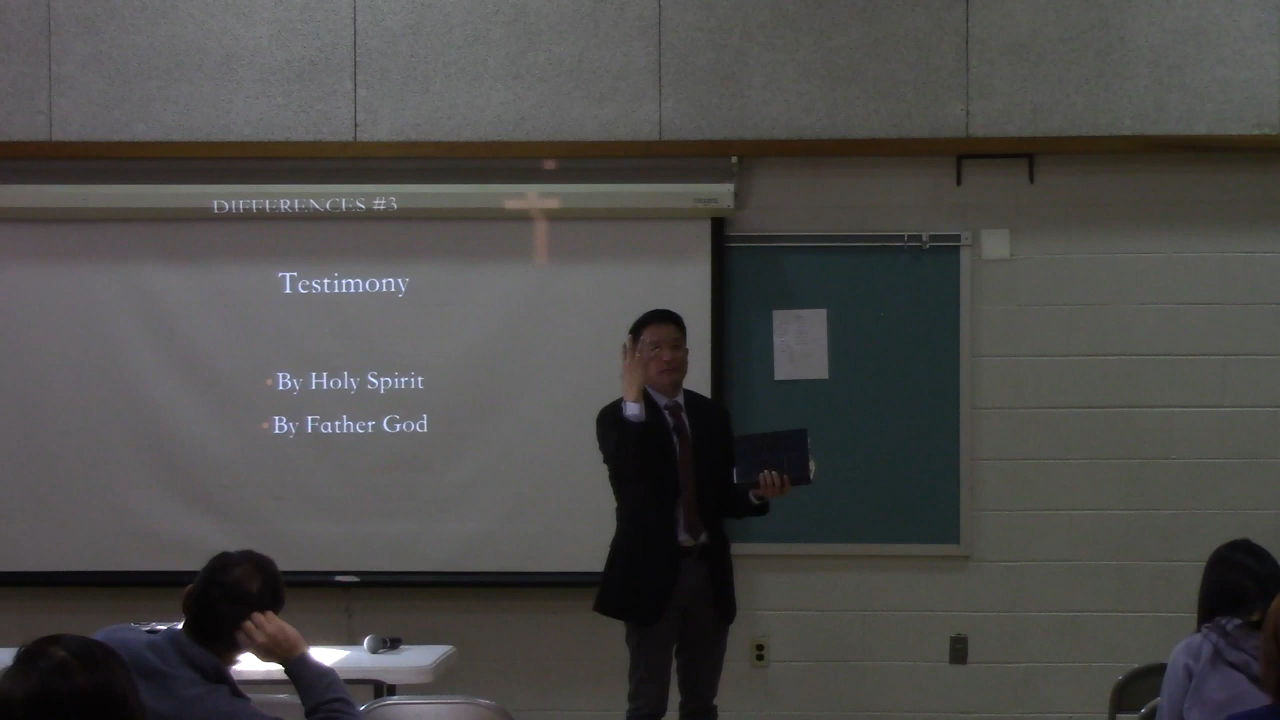 DIFFERENCES #3
Testimony
• By Holy Spirit
• By Father God